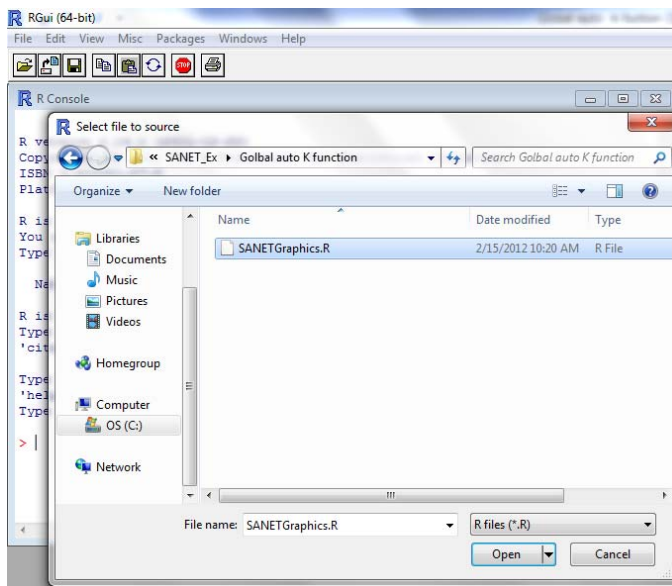 RGui (64-bit)
File Edit View Misc Packages Windows Help
R Console
Select file to source
« SANET_Ex Golbal auto K function
Search Golbal auto K function
Organize New folder
Name Date modified Type
SANETGraphics.R 2/15/2012 10:20 AM R File
Libraries
Documents
Music
Pictures
Videos
Homegroup
Computer
OS (C:)
Network
R ve
Copy
ISBN
Plat
R is
You
Type
Na
R is
Type
'cit
Type
'hel
Type
>
File name: SANETGraphics.R R files (*.R)
Open Cancel